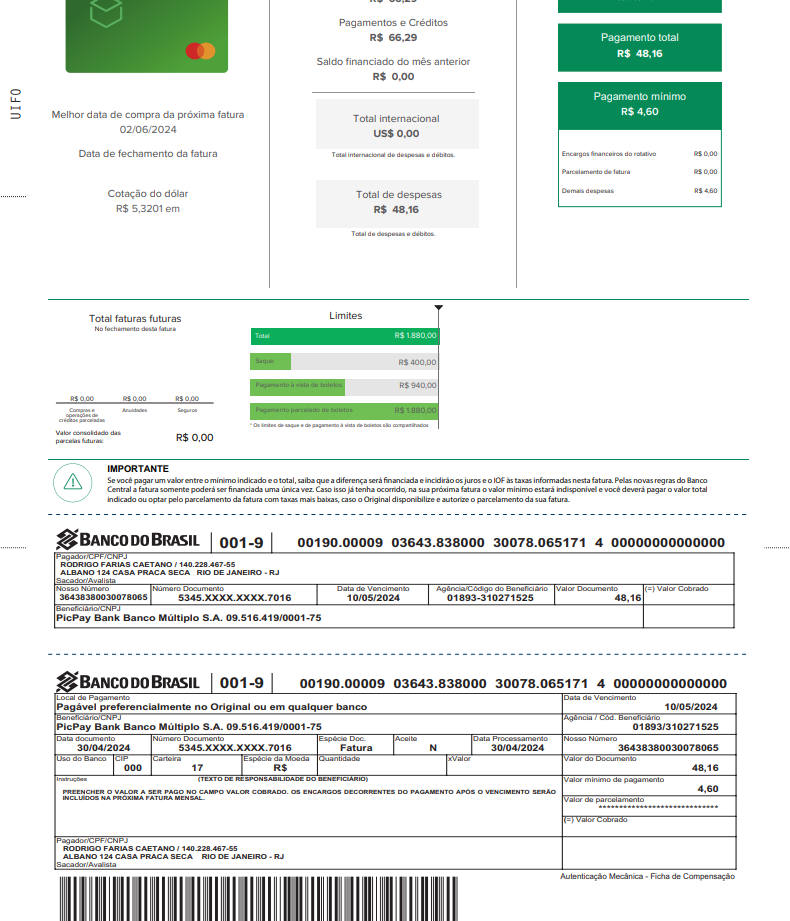 R$ 66,29
Pagamentos e Créditos
R$ 66,29
Saldo financiado do mês anterior
R$ 0,00
Total internacional
US$ 0,00
Total internacional de despesas e débitos.
Total de despesas
R$ 48,16
Total de despesas e débitos.
UIFO
Melhor data de compra da próxima fatura
02/06/2024
Data de fechamento da fatura
Cotação do dólar
R$ 5,3201 em
Pagamento total
R$ 48,16
Pagamento mínimo
R$ 4,60
Encargos financeiros do rotativo R$ 0,00
Parcelamento de fatura R$ 0,00
Demais despesas R$ 4,60
Total faturas futuras
No fechamento desta fatura
R$ 0,00 R$ 0,00 R$ 0,00
Compras e operações de créditos parceladas Anuidades Seguros
Valor consolidado das
parcelas futuras: R$ 0,00
Limites
Total R$ 1.880,00
Saque R$ 400,00
Pagamento à vista de boletos R$ 940,00
Pagamento parcelado de boletos R$ 1.880,00
* Os limites de saque e de pagamento à vista de boletos são compartilhados
IMPORTANTE
Se você pagar um valor entre o mínimo indicado e o total, saiba que a diferença será financiada e incidirão os juros e o IOF às taxas informadas nesta fatura. Pelas novas regras do Banco
Central a fatura somente poderá ser financiada uma única vez. Caso isso já tenha ocorrido, na sua próxima fatura o valor mínimo estará indisponível e você deverá pagar o valor total
indicado ou optar pelo parcelamento da fatura com taxas mais baixas, caso o Original disponibilize e autorize o parcelamento da sua fatura.
BANCO DO BRASIL 001-9 00190.00009 03643.838000 30078.065171 4 00000000000000
Pagador/CPF/CNPJ
RODRIGO FARIAS CAETANO / 140.228.467-55
ALBANO 124 CASA PRACA SECA RIO DE JANEIRO - RJ
Sacador/Avalista
Nosso Número Número Documento Data de Vencimento Agência/Código do Beneficiário Valor Documento (=) Valor Cobrado
36438380030078065 5345.XXXX.XXXX.7016 10/05/2024 01893-310271525 48,16
Beneficiário/CNPJ
PicPay Bank Banco Múltiplo S.A. 09.516.419/0001-75
BANCO DO BRASIL 001-9 00190.00009 03643.838000 30078.065171 4 00000000000000
Local de Pagamento Data de Vencimento
Pagável preferencialmente no Original ou em qualquer banco 10/05/2024
Beneficiário/CNPJ Agência / Cód. Beneficiário
PicPay Bank Banco Múltiplo S.A. 09.516.419/0001-75 01893/310271525
Data documento Número Documento Espécie Doc. Aceite Data Processamento Nosso Número
30/04/2024 5345.XXXX.XXXX.7016 Fatura N 30/04/2024 36438380030078065
Uso do Banco CIP Carteira Espécie da Moeda Quantidade xValor Valor do Documento
000 17 R$ 48,16
Instruções (TEXTO DE RESPONSABILIDADE DO BENEFICIÁRIO) Valor mínimo de pagamento
4,60
PREENCHER O VALOR A SER PAGO NO CAMPO VALOR COBRADO. OS ENCARGOS DECORRENTES DO PAGAMENTO APÓS O VENCIMENTO SERÃO
INCLUÍDOS NA PRÓXIMA FATURA MENSAL.
Valor de parcelamento
****************************
(=) Valor Cobrado
Pagador/CPF/CNPJ
RODRIGO FARIAS CAETANO / 140.228.467-55
ALBANO 124 CASA PRACA SECA RIO DE JANEIRO - RJ
Sacador/Avalista
Autenticação Mecânica - Ficha de Compensação